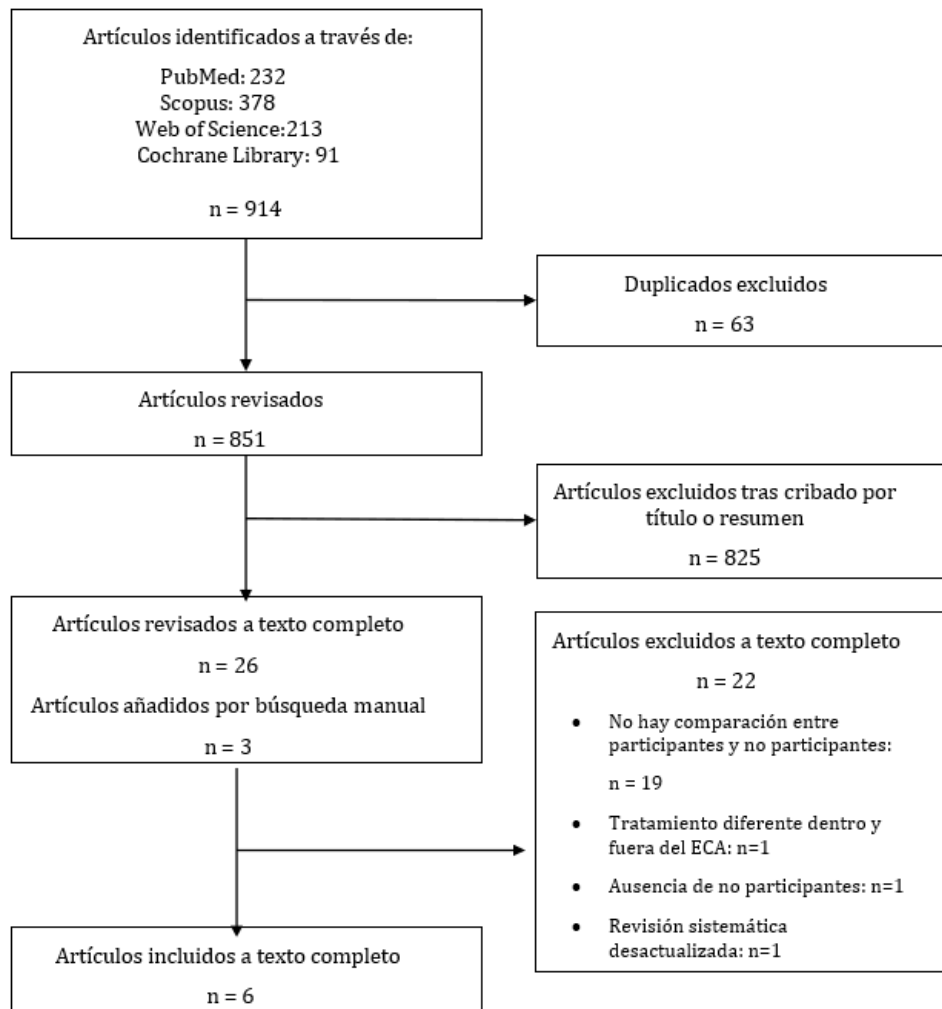 Artículos identificados a través de:
PubMed: 232
Scopus: 378
Web of Science:213
Cochrane Library: 91
n = 914
Duplicados excluidos
n = 63
Artículos revisados
n = 851
Artículos excluidos tras cribado por
título o resumen
n = 825
Artículos revisados a texto completo
n = 26
Artículos añadidos por búsqueda manual
n = 3
Artículos excluidos a texto completo
n = 22
• No hay comparación entre
participantes y no participantes:
n = 19
• Tratamiento diferente dentro y
fuera del ECA: n=1
• Ausencia de no participantes: n=1
• Revisión sistemática
desactualizada: n=1
Artículos incluidos a texto completo
n = 6